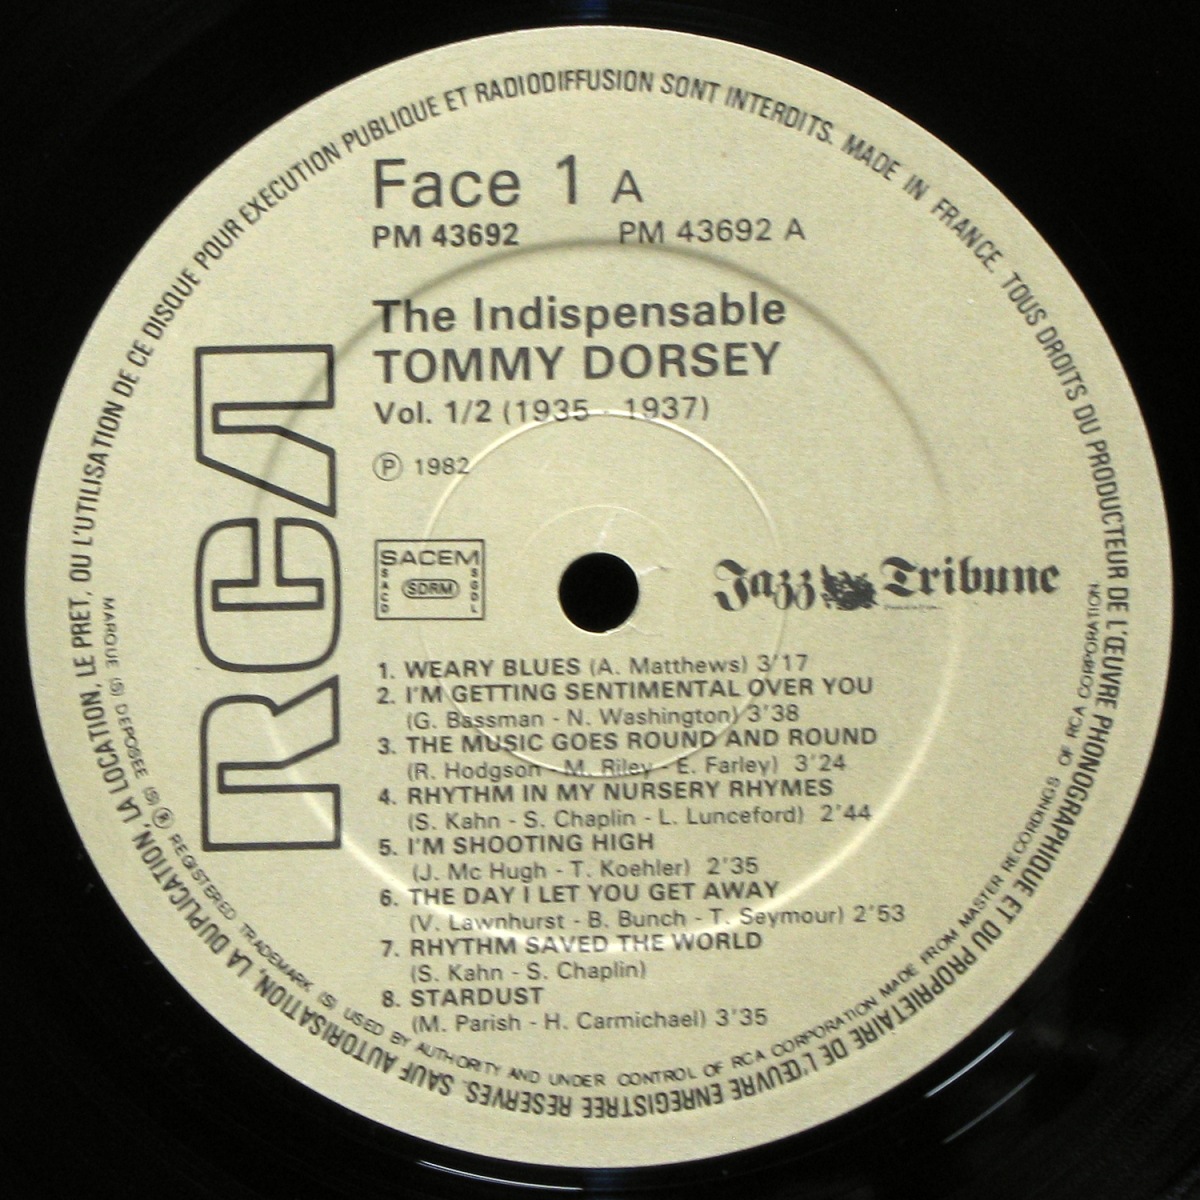 TOUS DROITS DU PRODUCTEUR DE L'ŒUVRE PHONOGRAPHIQUE ET DU PROPRIETAIRE DE L'ŒUVRE ENREGISTREE RESERVES. SAUF AUTORISATION, LA DUPLICATION, LA LOCATION, LE PRET, OU L'UTILISATION DE CE DISQUE POUR EXECUTION PUBLIQUE ET RADIODIFFUSION SONT INTERDITS. MADE IN FRANCE.
MARQUE (S) DEPOSEE (S) ® REGISTERED TRADEMARK (S) USED BY AUTHORITY AND UNDER CONTROL OF RCA CORPORATION MADE FROM MASTER RECORDINGS OF RCA CORPORATION
Face 1 A
PM 43692 PM 43692 A
The Indispensable
TOMMY DORSEY
Vol. 1/2 (1935 - 1937)
Ⓟ 1982
RCA
SACEM
SACD
SDRM
SGDL
Jazz Tribune
1. WEARY BLUES (A. Matthews) 3'17
2. I'M GETTING SENTIMENTAL OVER YOU
(G. Bassman - N. Washington) 3'38
3. THE MUSIC GOES ROUND AND ROUND
(R. Hodgson - M. Riley - E. Farley) 3'24
4. RHYTHM IN MY NURSERY RHYMES
(S. Kahn - S. Chaplin - L. Lunceford) 2'44
5. I'M SHOOTING HIGH
(J. Mc Hugh - T. Koehler) 2'35
6. THE DAY I LET YOU GET AWAY
(V. Lawnhurst - B. Bunch - T. Seymour) 2'53
7. RHYTHM SAVED THE WORLD
(S. Kahn - S. Chaplin)
8. STARDUST
(M. Parish - H. Carmichael) 3'35